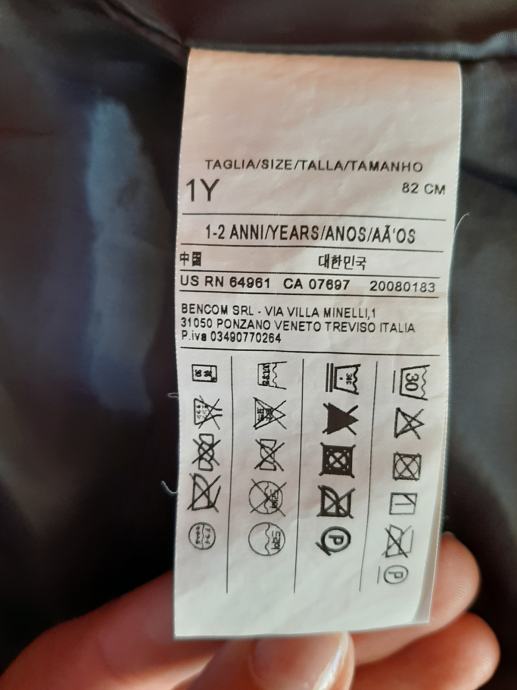 TAGLIA/SIZE/TALLA/TAMANHO
1Y 82 CM
1-2 ANNI/YEARS/ANOS/AÃ'OS
中国 대한민국
US RN 64961 CA 07697 20080183
BENCOM SRL - VIA VILLA MINELLI,1
31050 PONZANO VENETO TREVISO ITALIA
P.iva 03490770264
30
P
P